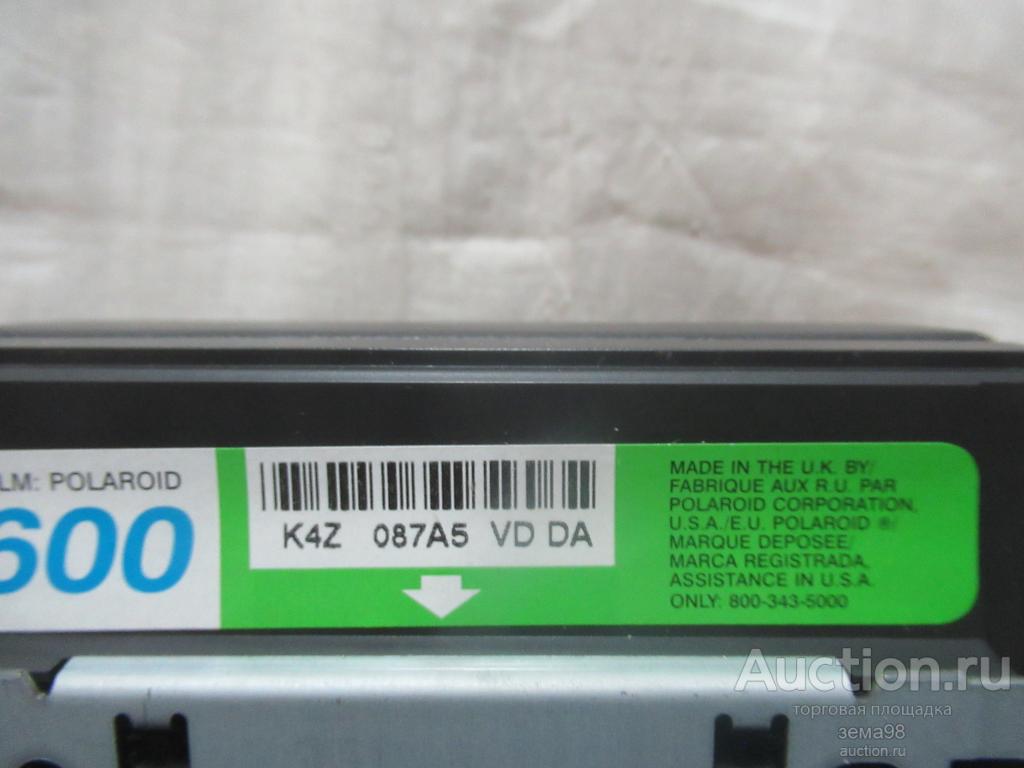 LM: POLAROID
600
K4Z 087A5 VD DA
MADE IN THE U.K. BY/
FABRIQUE AUX R.U. PAR
POLAROID CORPORATION,
U.S.A./E.U. POLAROID ®/
MARQUE DEPOSEE/
MARCA REGISTRADA,
ASSISTANCE IN U.S.A.
ONLY: 800-343-5000
Auction.ru
торговая площадка
зема98
auction.ru